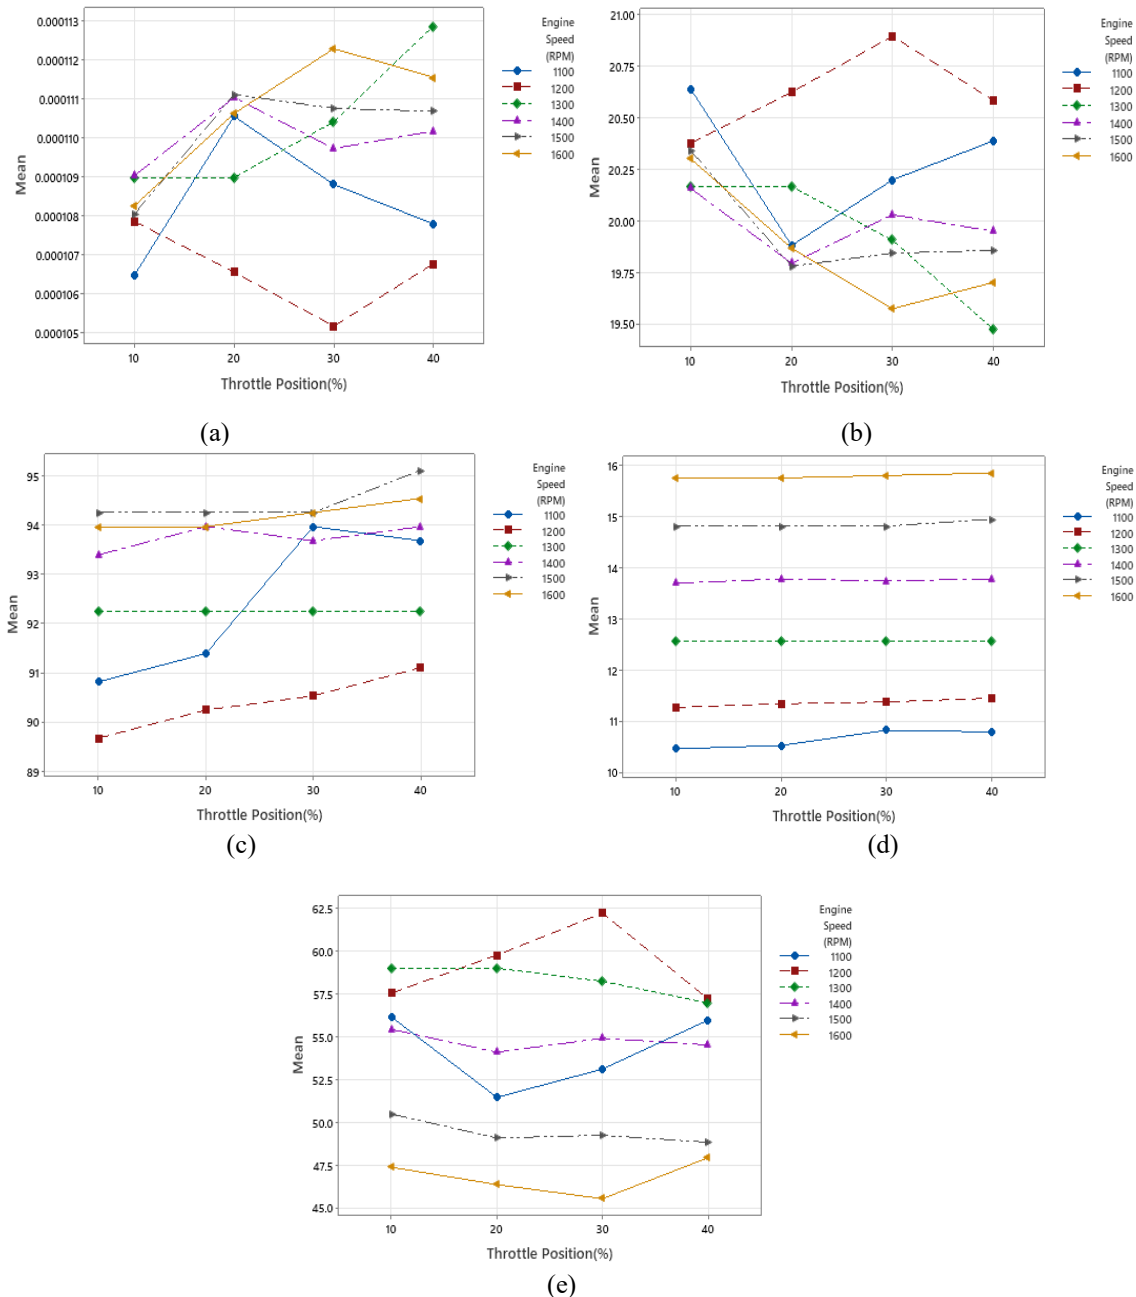 0.000113
0.000112
0.000111
0.000110
0.000109
0.000108
0.000107
0.000106
0.000105
Mean
10 20 30 40
Throttle Position(%)
Engine
Speed
(RPM)
1100
1200
1300
1400
1500
1600
(a)
21.00
20.75
20.50
20.25
20.00
19.75
19.50
Mean
10 20 30 40
Throttle Position(%)
Engine
Speed
(RPM)
1100
1200
1300
1400
1500
1600
(b)
95
94
93
92
91
90
89
Mean
10 20 30 40
Throttle Position(%)
Engine
Speed
(RPM)
1100
1200
1300
1400
1500
1600
(c)
16
15
14
13
12
11
10
Mean
10 20 30 40
Throttle Position(%)
Engine
Speed
(RPM)
1100
1200
1300
1400
1500
1600
(d)
62.5
60.0
57.5
55.0
52.5
50.0
47.5
45.0
Mean
10 20 30 40
Throttle Position(%)
Engine
Speed
(RPM)
1100
1200
1300
1400
1500
1600
(e)